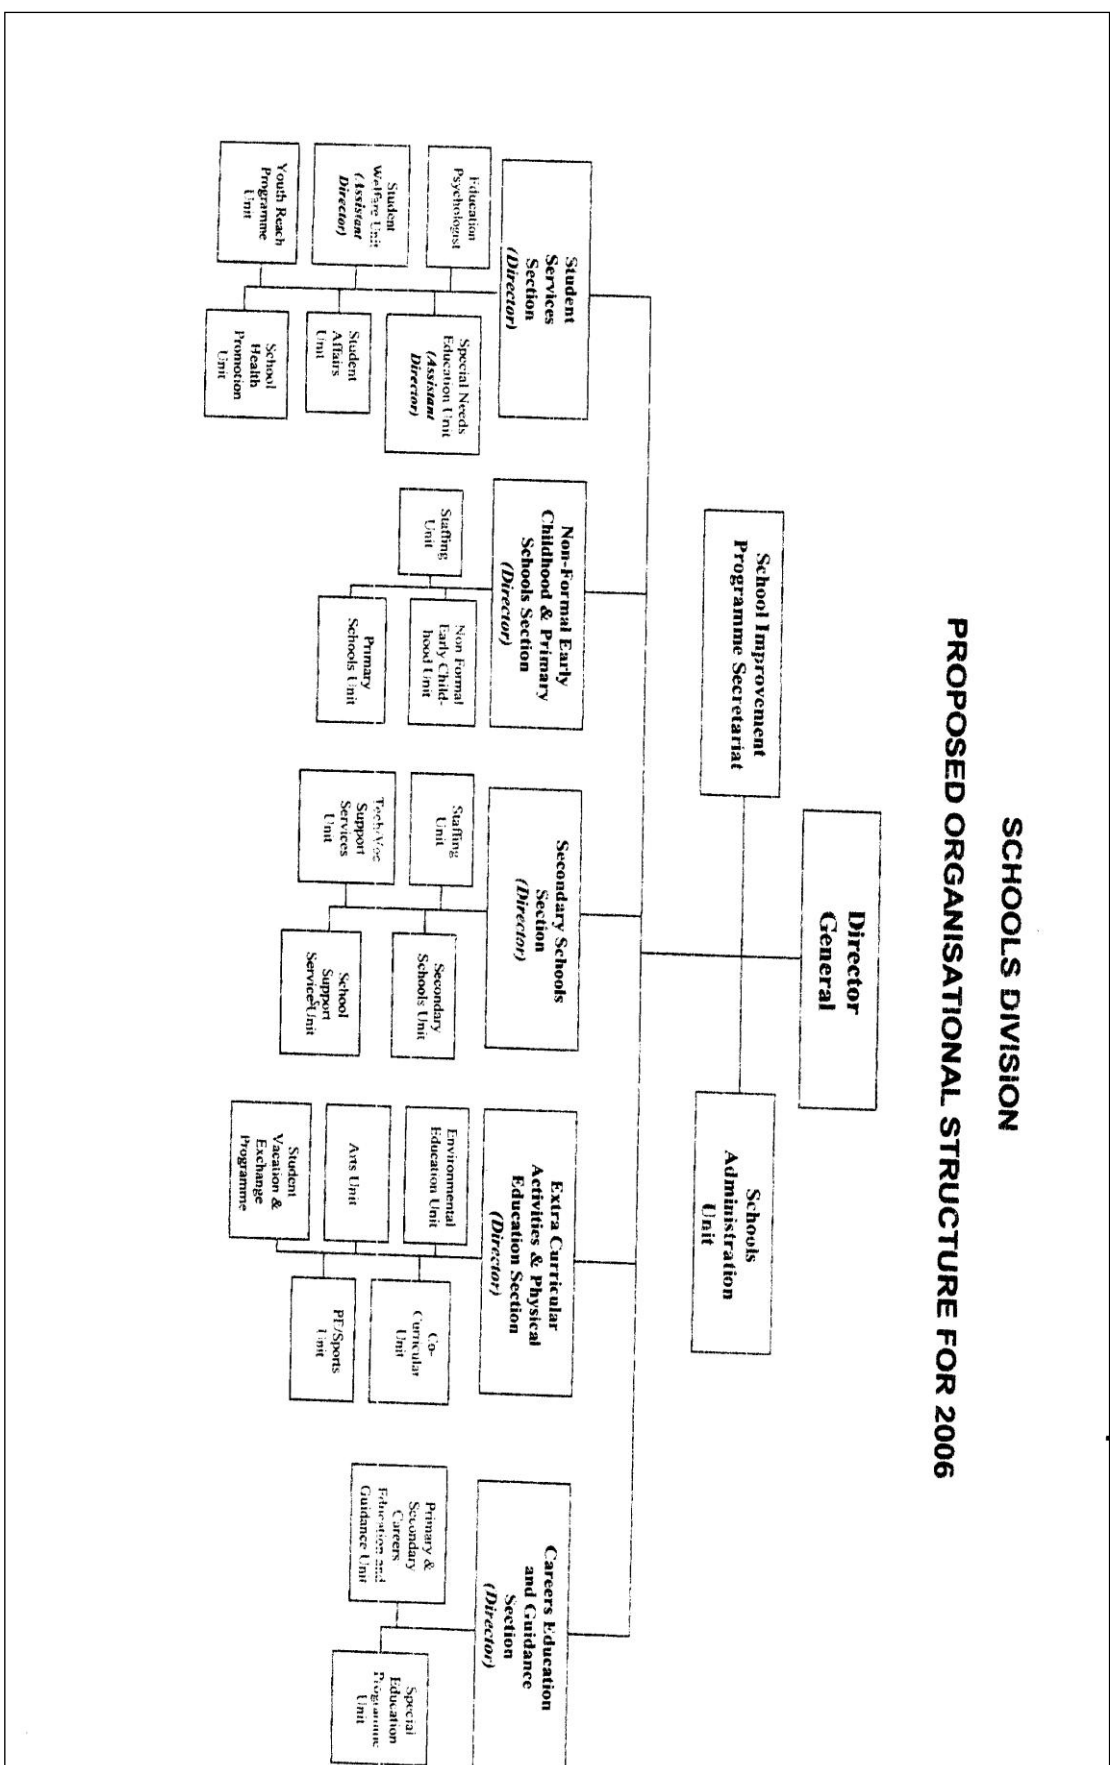 SCHOOLS DIVISION
PROPOSED ORGANISATIONAL STRUCTURE FOR 2006
Director
General
School Improvement
Programme Secretariat
Schools
Administration
Unit
Student
Services
Section
(Director)
Education
Psychologist
Special Needs
Education Unit
(Assistant
Director)
Student
Welfare Unit
(Assistant
Director)
Student
Affairs
Unit
Youth Reach
Programme
Unit
School
Health
Promotion
Unit
Non-Formal Early
Childhood & Primary
Schools Section
(Director)
Staffing
Unit
Non Formal
Early Child-
hood Unit
Primary
Schools Unit
Secondary Schools
Section
(Director)
Staffing
Unit
Secondary
Schools Unit
Tech/Voc
Support
Services
Unit
School
Support
Services Unit
Extra Curricular
Activities & Physical
Education Section
(Director)
Environmental
Education Unit
Co-
Curricular
Unit
Arts Unit
PE/Sports
Unit
Student
Vacation &
Exchange
Programme
Careers Education
and Guidance
Section
(Director)
Primary &
Secondary
Careers
Education and
Guidance Unit
Special
Education
Programme
Unit